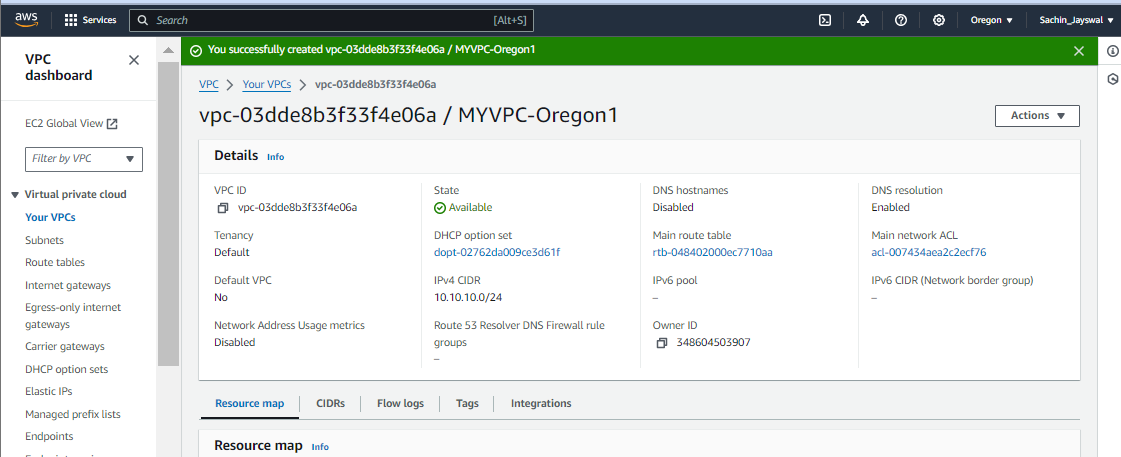 aws
Services
Search [Alt+S]
Oregon Sachin_Jayswal
You successfully created vpc-03dde8b3f33f4e06a / MYVPC-Oregon1
VPC dashboard
EC2 Global View
Filter by VPC
Virtual private cloud
Your VPCs
Subnets
Route tables
Internet gateways
Egress-only internet
gateways
Carrier gateways
DHCP option sets
Elastic IPs
Managed prefix lists
Endpoints
VPC Your VPCs vpc-03dde8b3f33f4e06a
vpc-03dde8b3f33f4e06a / MYVPC-Oregon1
Actions
Details Info
VPC ID
vpc-03dde8b3f33f4e06a
State
Available
DNS hostnames
Disabled
DNS resolution
Enabled
Tenancy
Default
DHCP option set
dopt-02762da009ce3d61f
Main route table
rtb-048402000ec7710aa
Main network ACL
acl-007434aea2c2ecf76
Default VPC
No
IPv4 CIDR
10.10.10.0/24
IPv6 pool
–
IPv6 CIDR (Network border group)
–
Network Address Usage metrics
Disabled
Route 53 Resolver DNS Firewall rule
groups
–
Owner ID
348604503907
Resource map CIDRs Flow logs Tags Integrations
Resource map Info